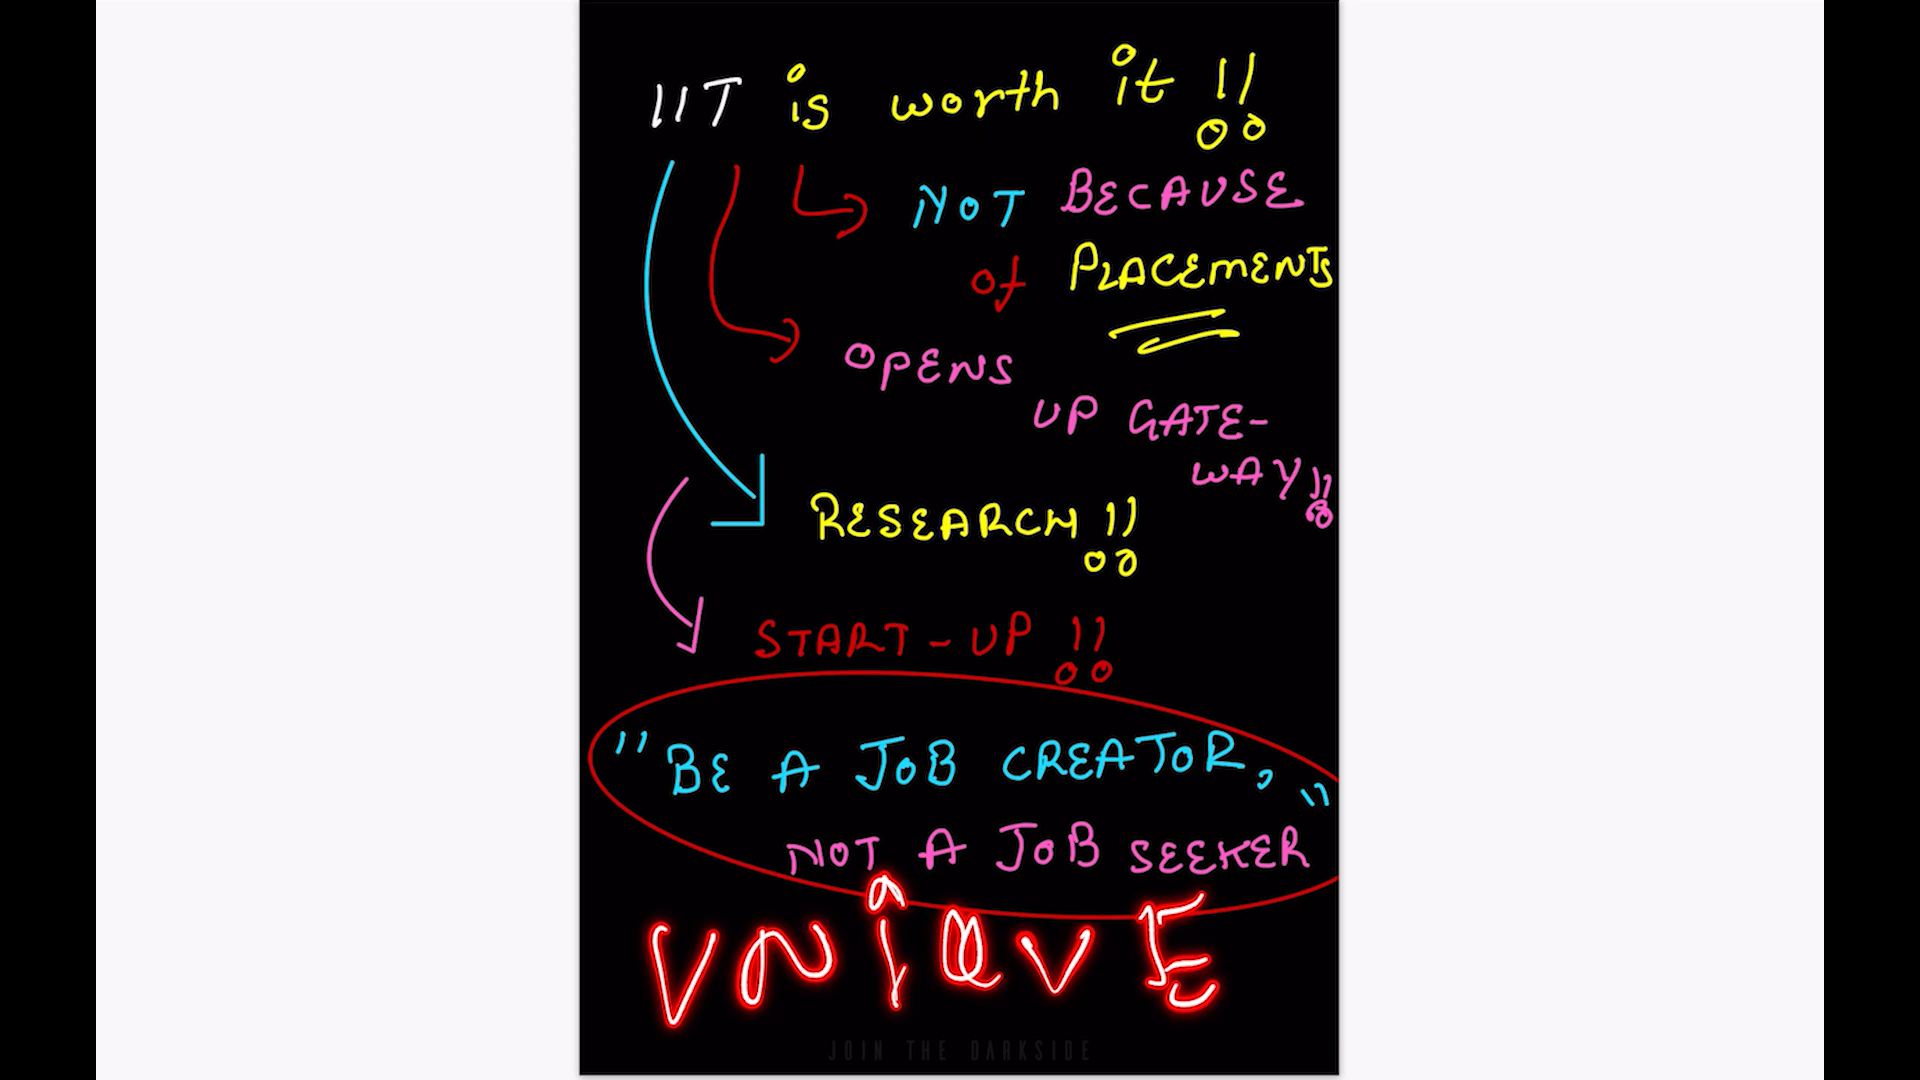 IIT is worth it !!
NOT BECAUSE
of PLACEMENTS
OPENS
UP GATE-
WAY!!
RESEARCH !!
START-UP !!
"BE A JOB CREATOR,"
NOT A JOB SEEKER
UNIQUE
JOIN THE DARKSIDE